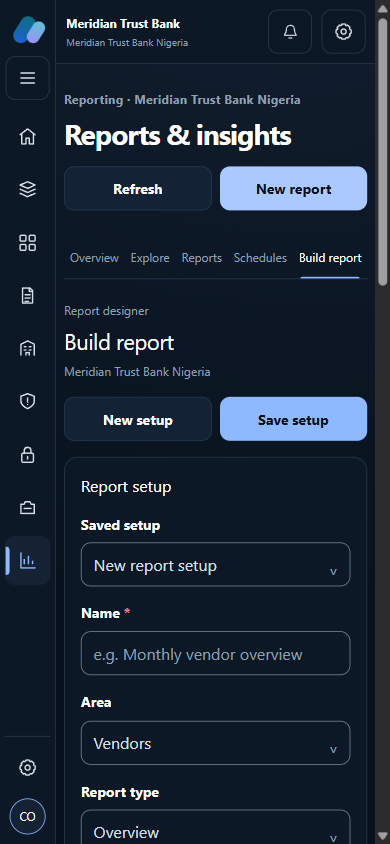 Meridian Trust Bank
Meridian Trust Bank Nigeria
Reporting · Meridian Trust Bank Nigeria
Reports & insights
Refresh
New report
Overview
Explore
Reports
Schedules
Build report
Report designer
Build report
Meridian Trust Bank Nigeria
New setup
Save setup
Report setup
Saved setup
New report setup
Name *
e.g. Monthly vendor overview
Area
Vendors
Report type
Overview
CO